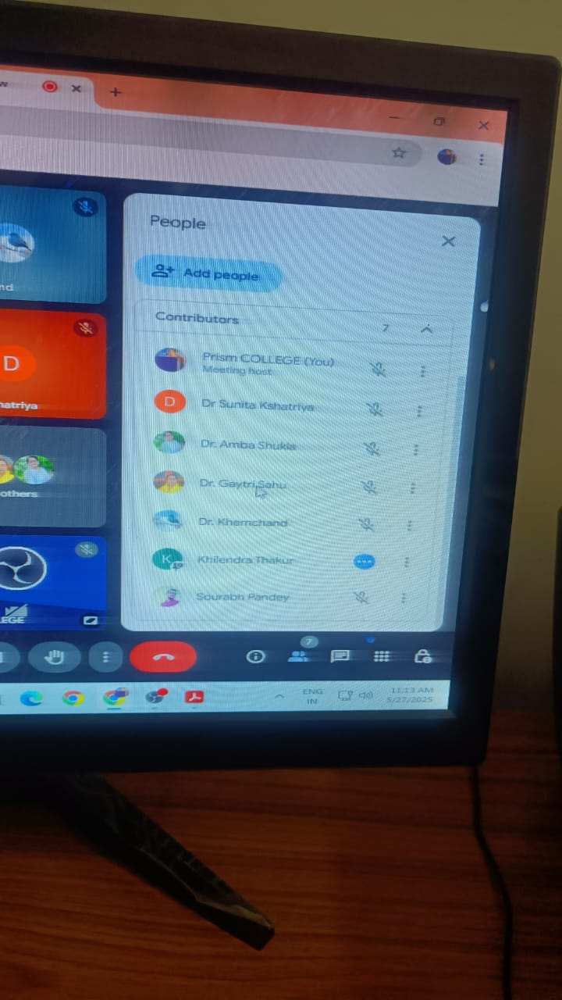 People
Add people
Contributors 7
Prism COLLEGE (You)
Meeting host
D Dr Sunita Kshatriya
Dr. Amba Shukla
Dr. Gaytri Sahu
Dr. Khemchand
K Khilendra Thakur
Sourabh Pandey
nd
D
hatriya
others
EGE
7
ENG
IN
11:13 AM
5/27/2025